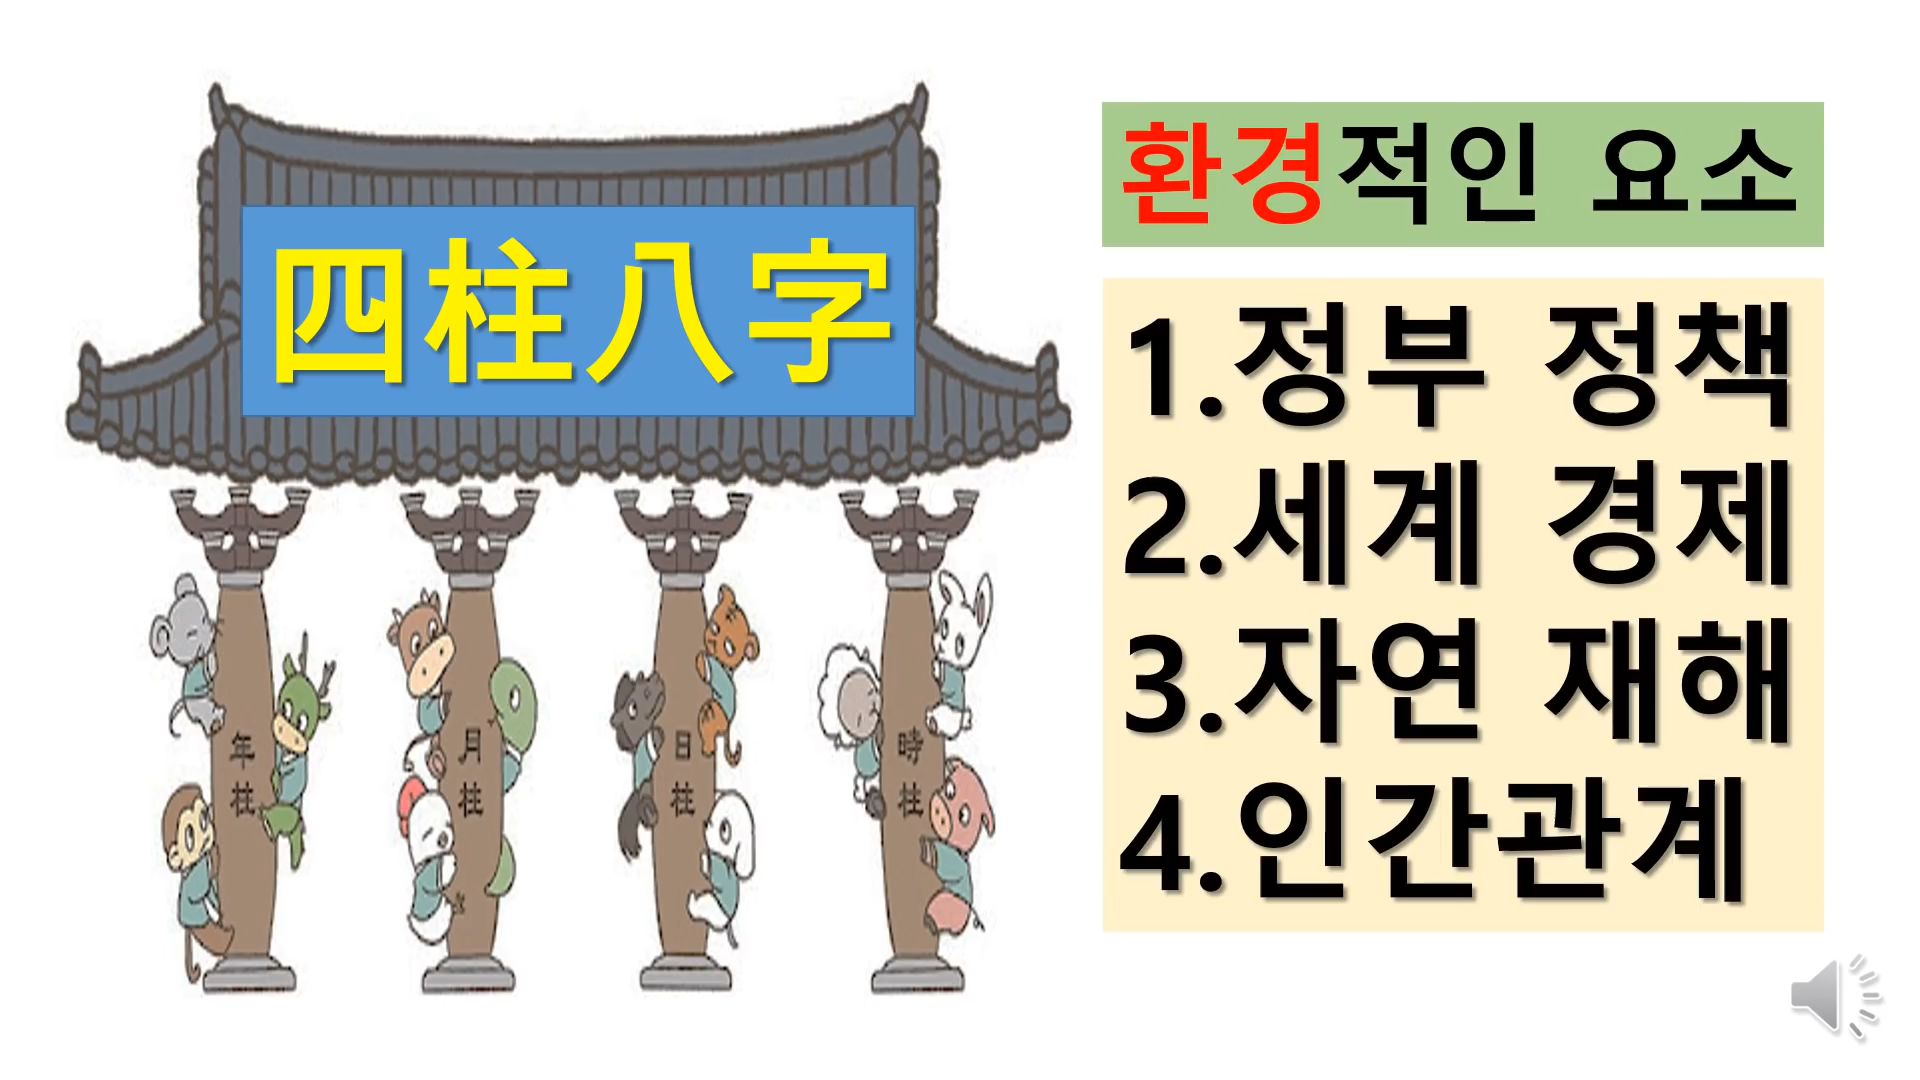 四柱八字
年柱
月柱
日柱
時柱
환경적인 요소
1.정부 정책
2.세계 경제
3.자연 재해
4.인간관계